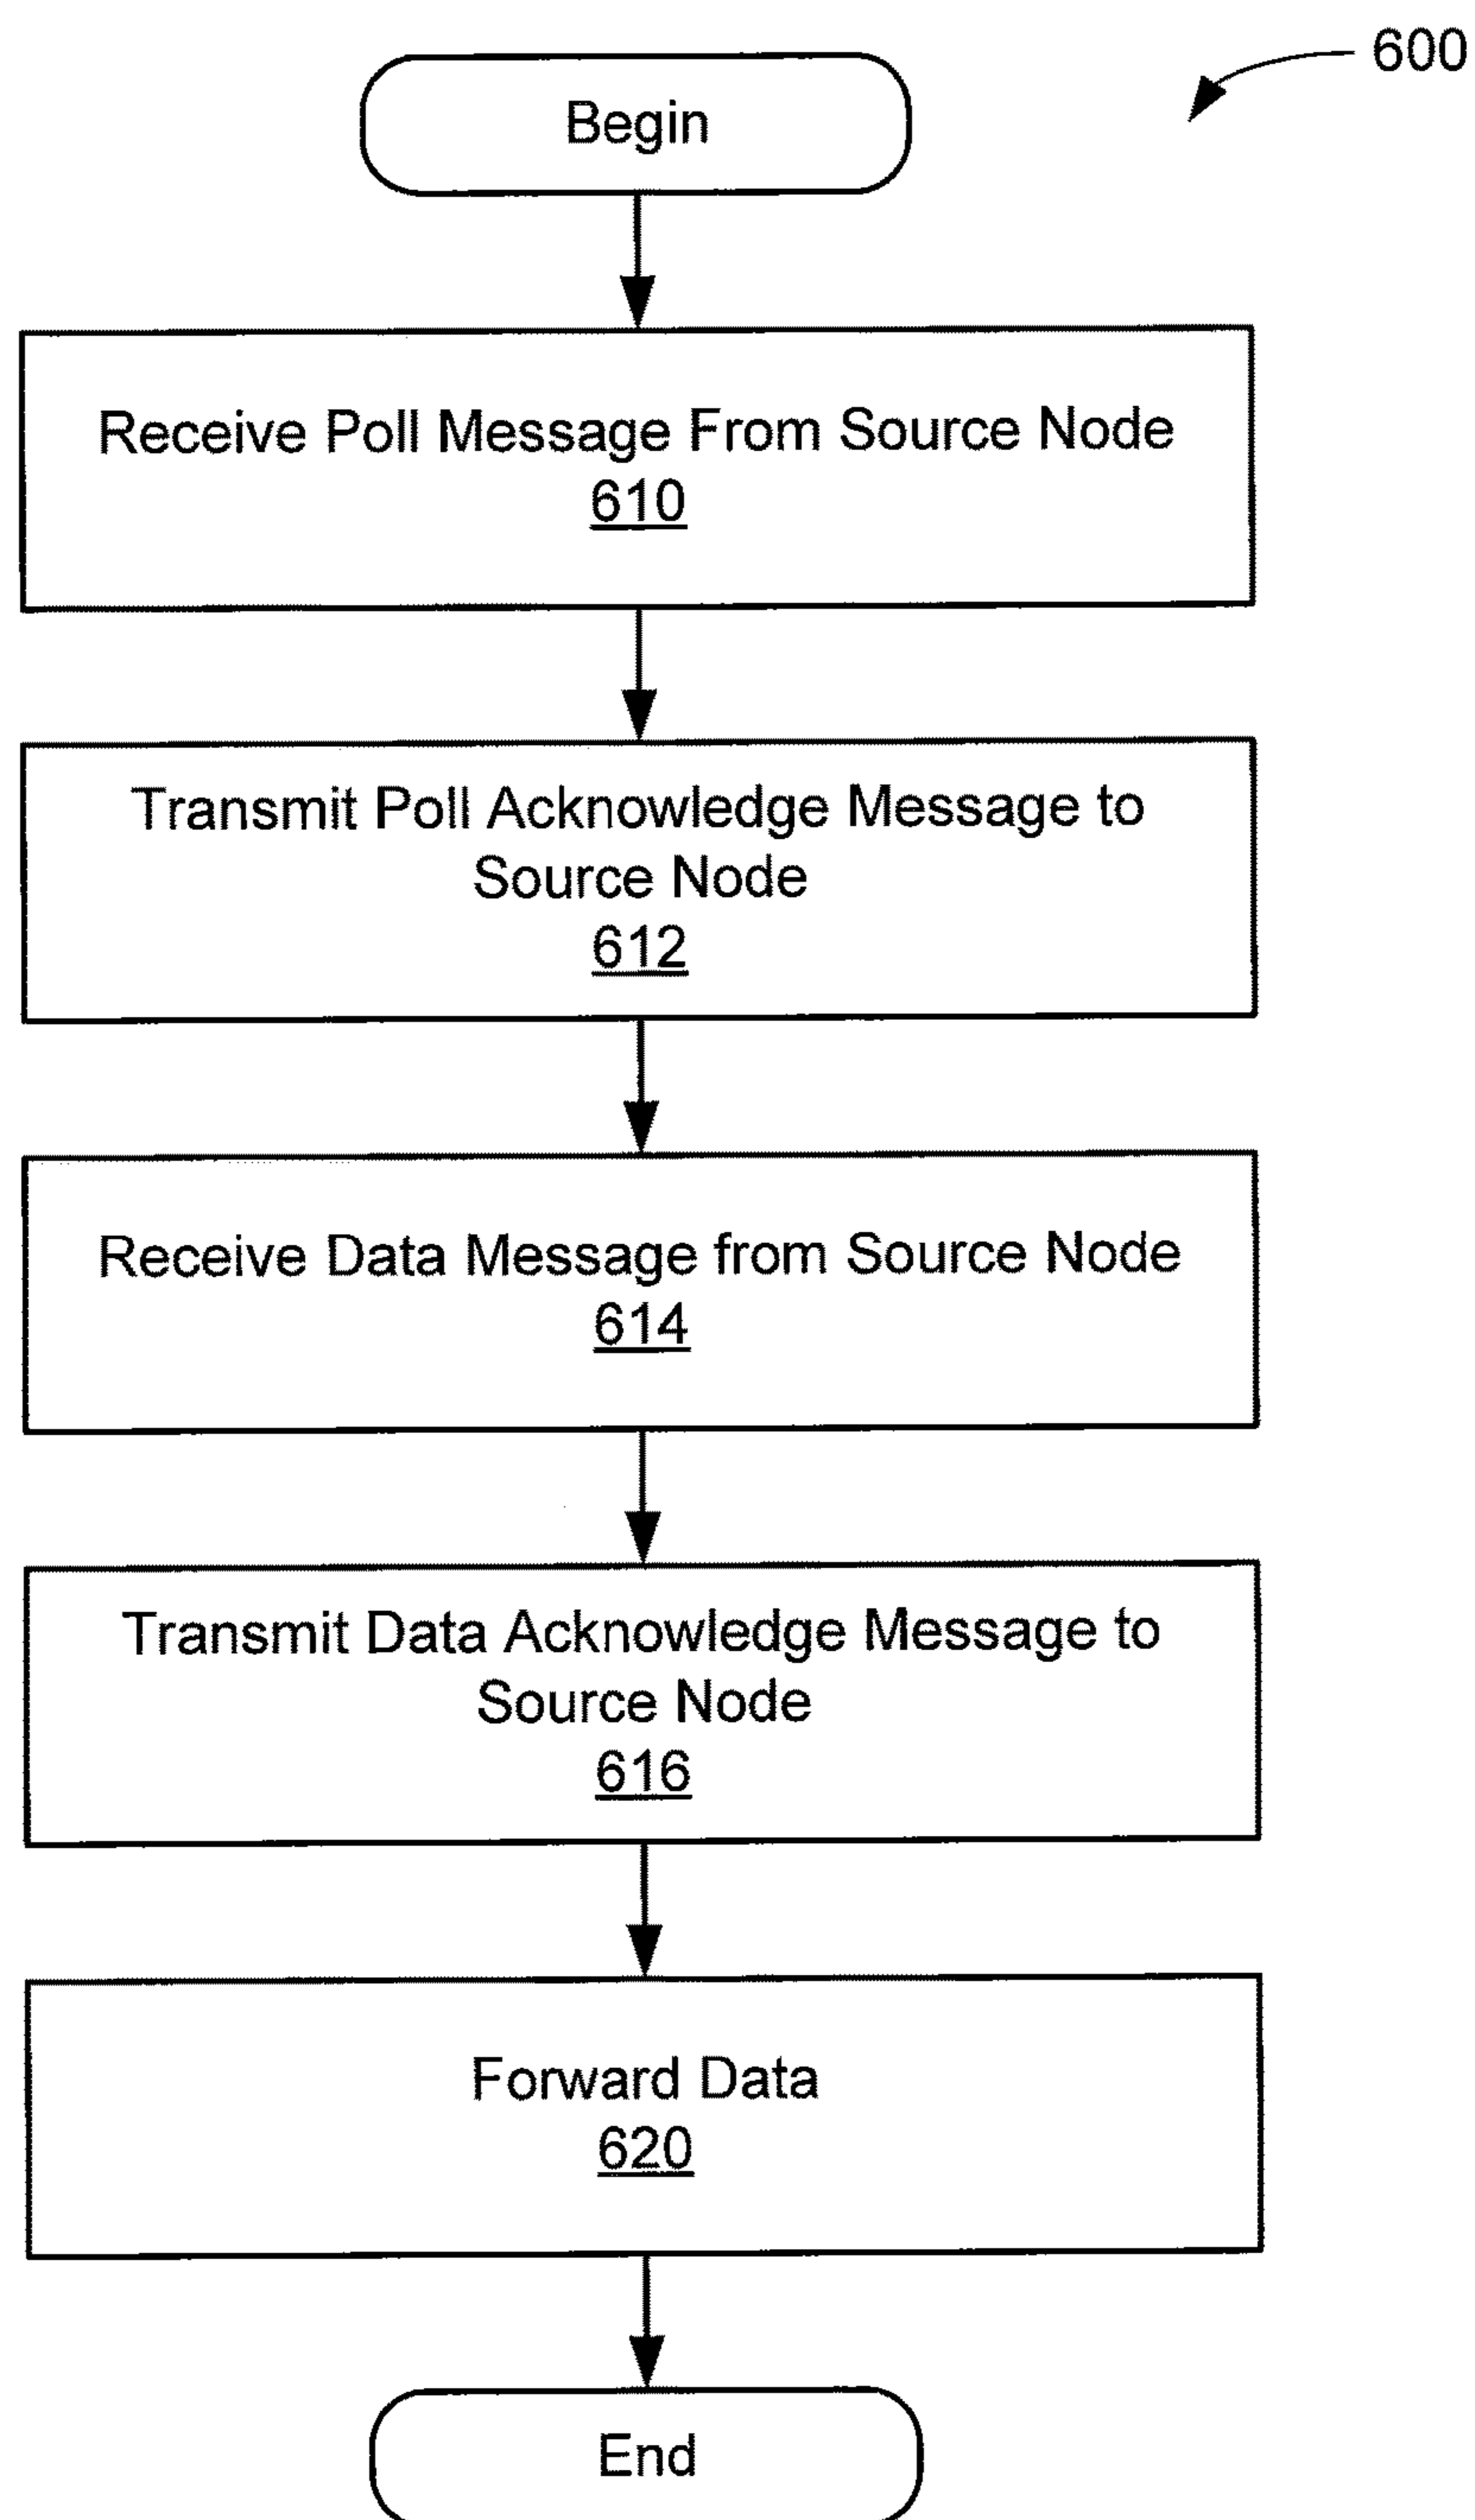 600
Begin
Receive Poll Message From Source Node
610
Transmit Poll Acknowledge Message to
Source Node
612
Receive Data Message from Source Node
614
Transmit Data Acknowledge Message to
Source Node
616
Forward Data
620
End